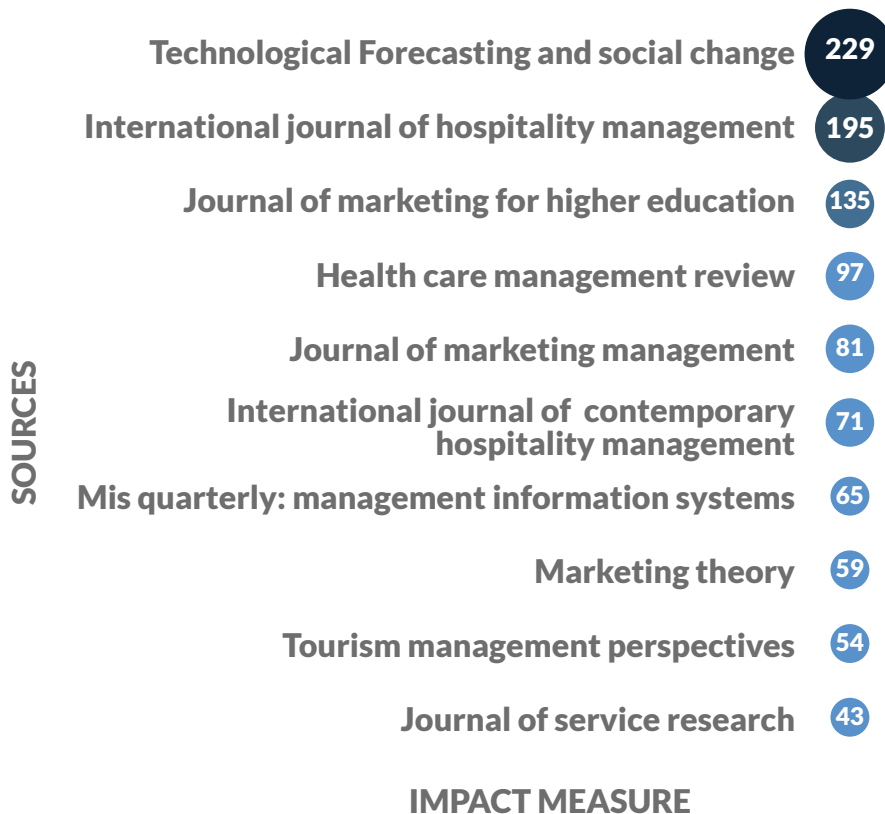 Technological Forecasting and social change 229
International journal of hospitality management 195
Journal of marketing for higher education 135
Health care management review 97
Journal of marketing management 81
International journal of contemporary
hospitality management 71
Mis quarterly: management information systems 65
Marketing theory 59
Tourism management perspectives 54
Journal of service research 43
SOURCES
IMPACT MEASURE